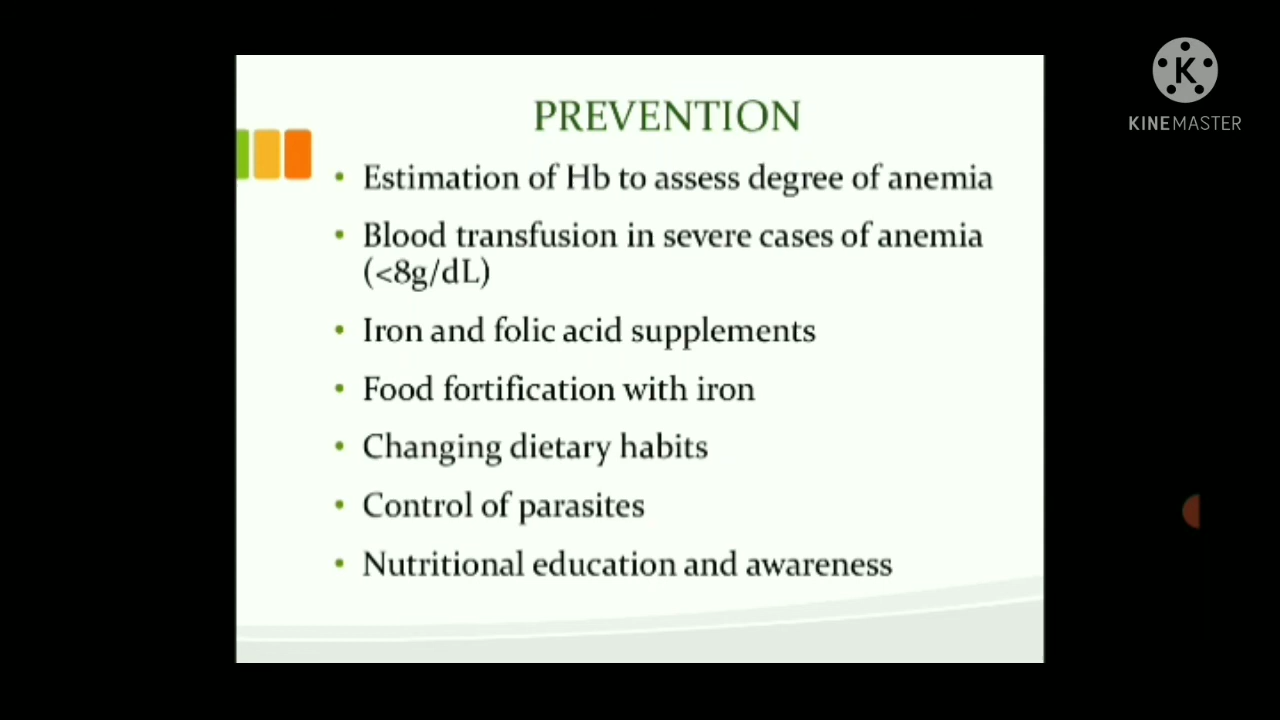 PREVENTION
• Estimation of Hb to assess degree of anemia
• Blood transfusion in severe cases of anemia
(<8g/dL)
• Iron and folic acid supplements
• Food fortification with iron
• Changing dietary habits
• Control of parasites
• Nutritional education and awareness
K
KINEMASTER